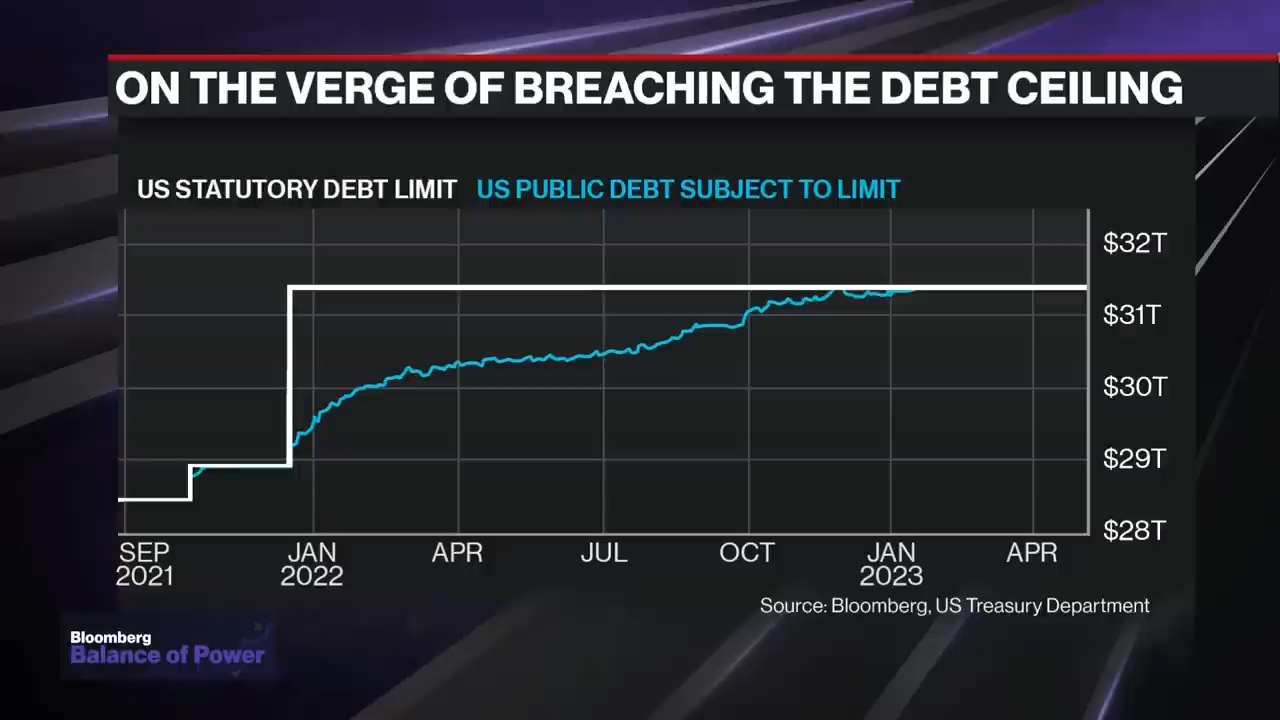 ON THE VERGE OF BREACHING THE DEBT CEILING
US STATUTORY DEBT LIMIT US PUBLIC DEBT SUBJECT TO LIMIT
$32T
$31T
$30T
$29T
$28T
SEP JAN APR JUL OCT JAN APR
2021 2022 2023
Source: Bloomberg, US Treasury Department
Bloomberg
Balance of Power